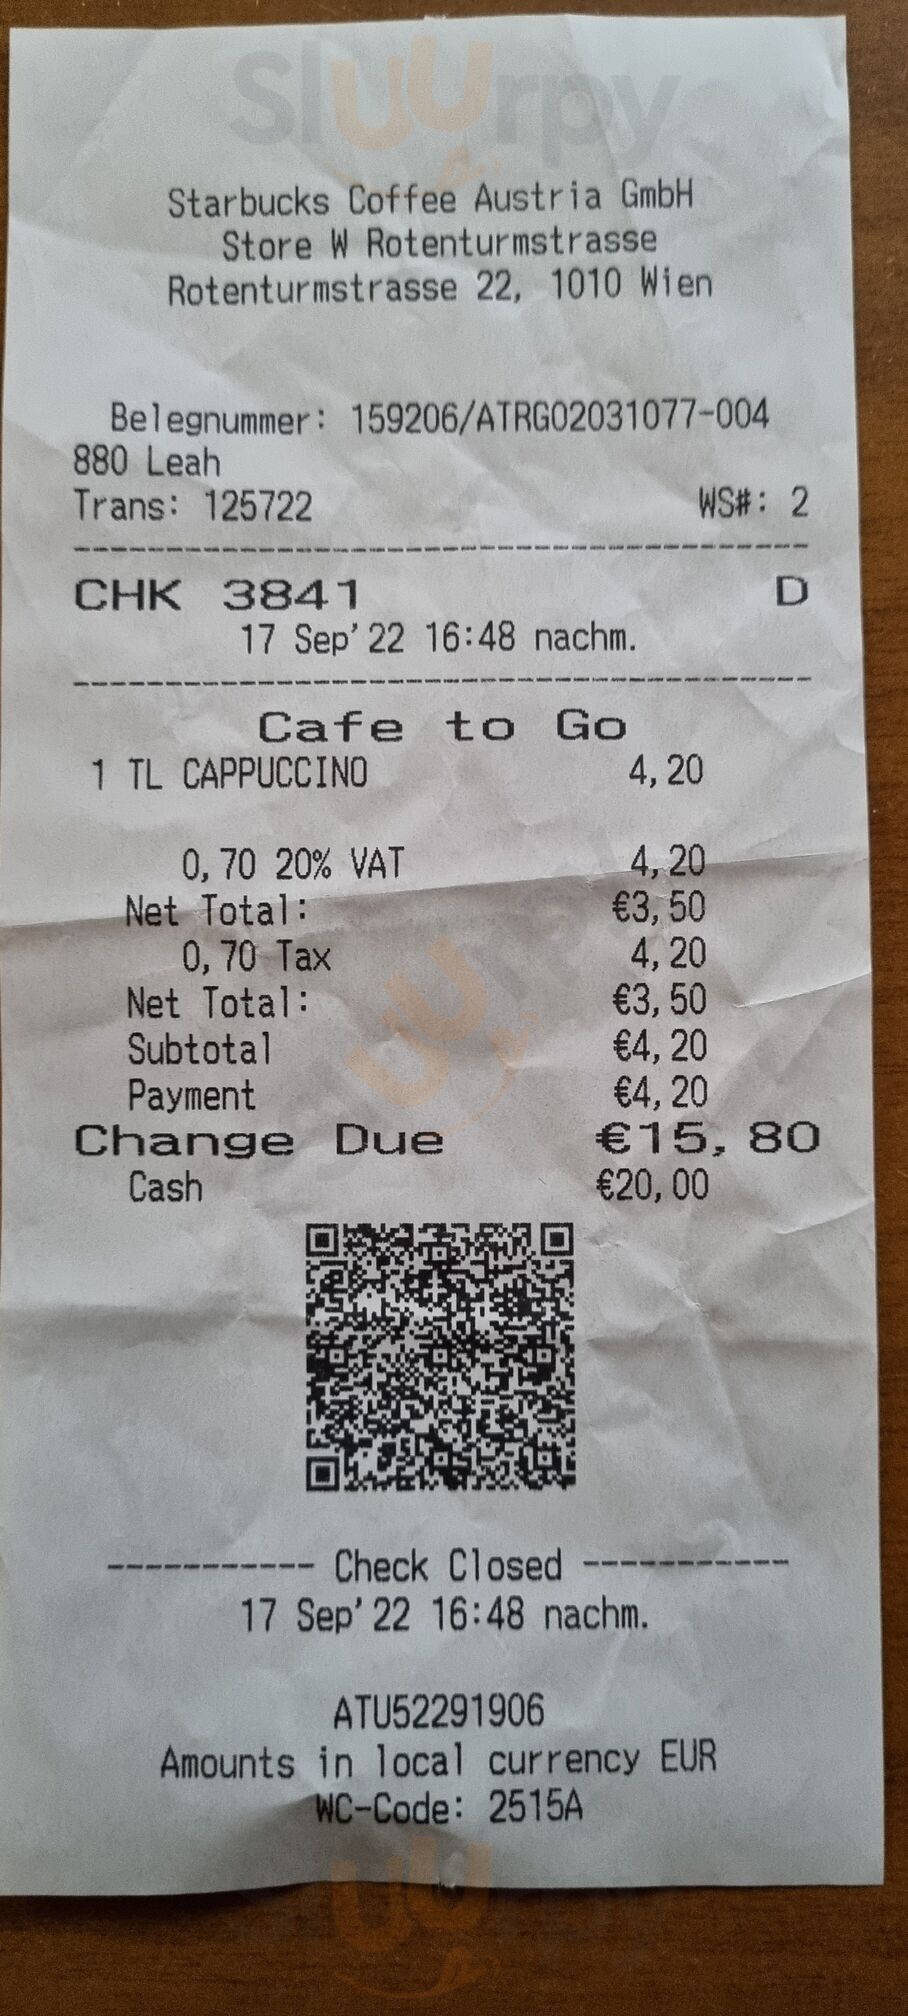 Sluurpy
Starbucks Coffee Austria GmbH
Store W Rotenturmstrasse
Rotenturmstrasse 22, 1010 Wien
Belegnummer: 159206/ATRGO2031077-004
880 Leah
Trans: 125722 WS#: 2
CHK 3841 D
17 Sep'22 16:48 nachm.
Cafe to Go
1 TL CAPPUCCINO 4,20
0,70 20% VAT 4,20
Net Total: €3,50
0,70 Tax 4,20
Net Total: €3,50
Subtotal €4,20
Payment €4,20
Change Due €15,80
Cash €20,00
----------- Check Closed -----------
17 Sep'22 16:48 nachm.
ATU52291906
Amounts in local currency EUR
WC-Code: 2515A